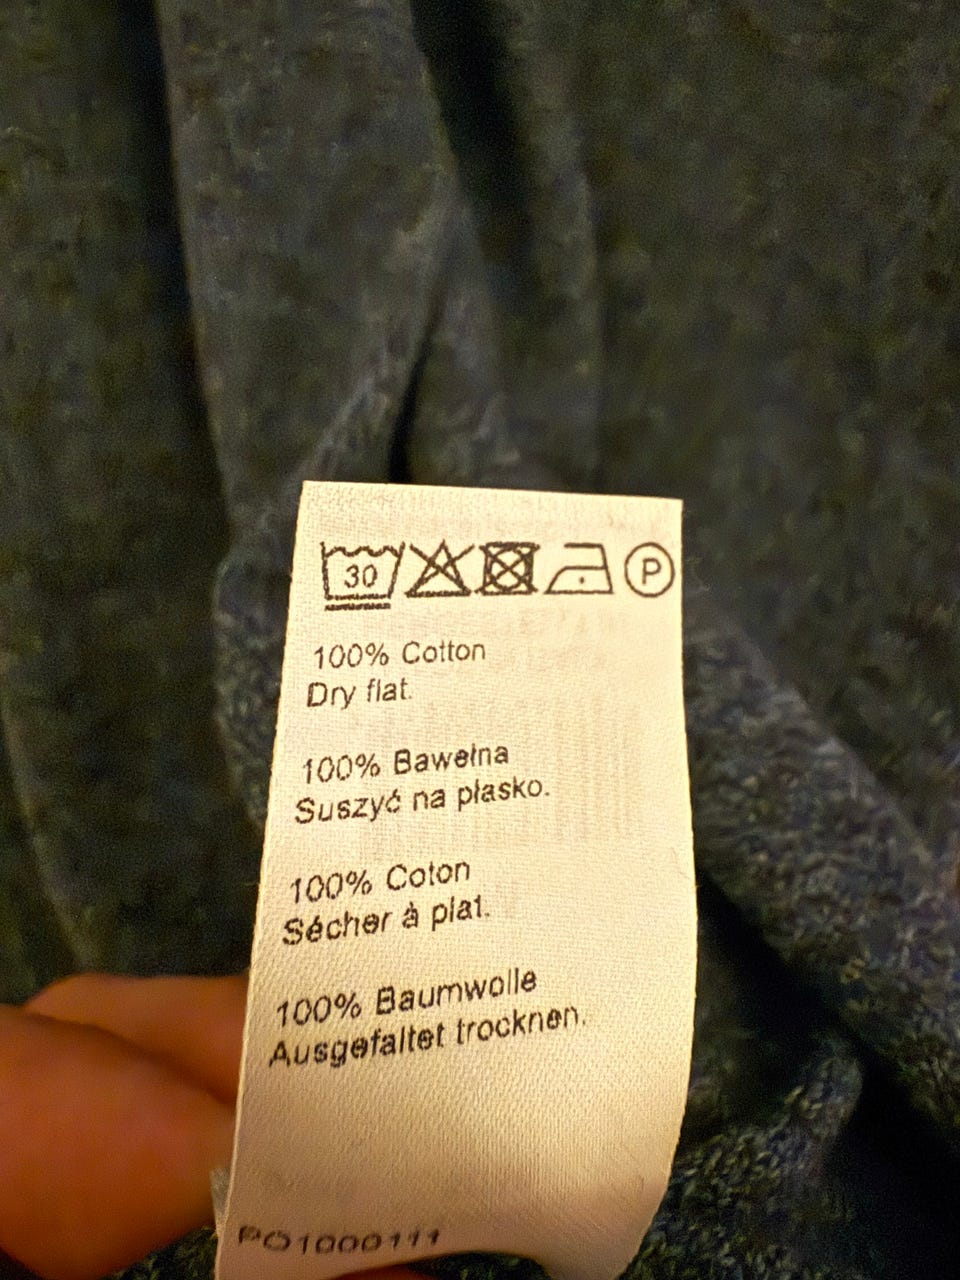 30 P
100% Cotton
Dry flat.
100% Bawełna
Suszyć na płasko.
100% Coton
Sécher à plat.
100% Baumwolle
Ausgefaltet trocknen.
PO1000111